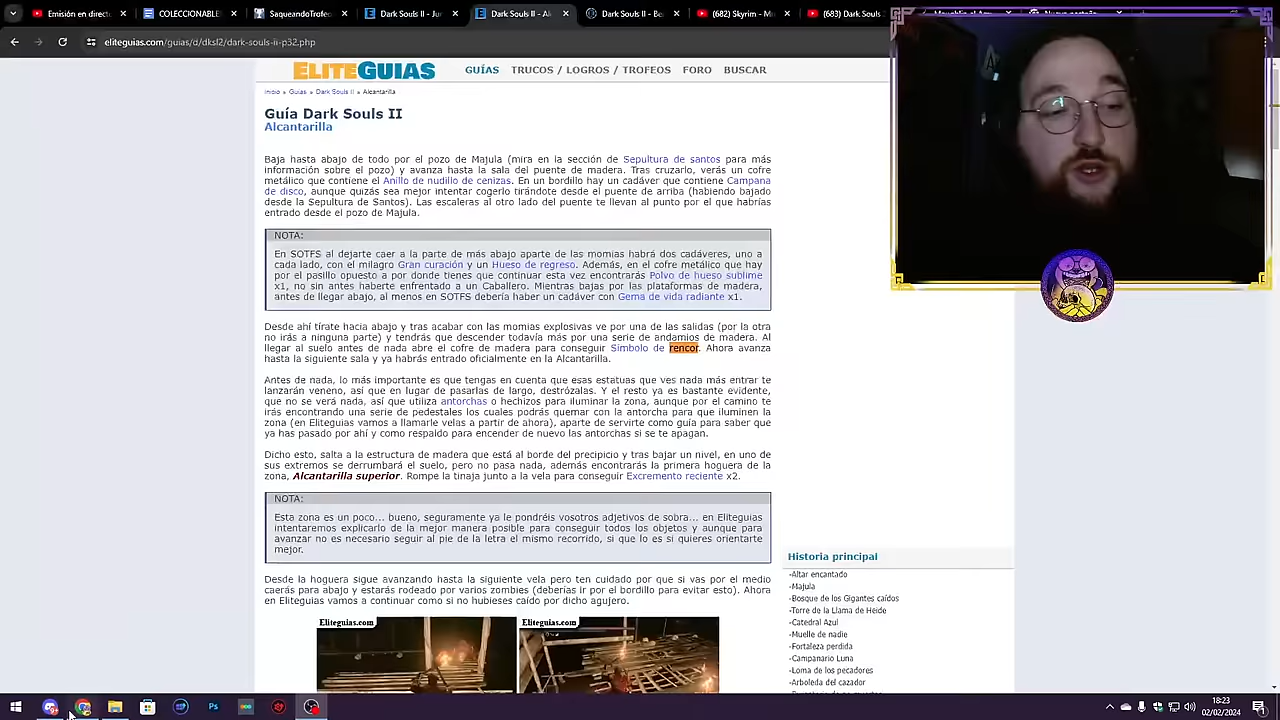 Emisión en direct
COLECCIONABLE
Dark Souls II -
Dark Souls II
Dark Souls II - B
(683) Skyrim - M
(683) Dark Souls
eliteguias.com/guias/d/dksl2/dark-souls-ii-p32.php
ELITEGUIAS
GUÍAS
TRUCOS / LOGROS / TROFEOS
FORO
BUSCAR
Inicio » Guías » Dark Souls II » Alcantarilla
Guía Dark Souls II
Alcantarilla
Baja hasta abajo de todo por el pozo de Majula (mira en la sección de Sepultura de santos para más
información sobre el pozo) y avanza hasta la sala del puente de madera. Tras cruzarlo, verás un cofre
metálico que contiene el Anillo de nudillo de cenizas. En un bordillo hay un cadáver que contiene Campana
de disco, aunque quizás sea mejor intentar cogerlo tirándote desde el puente de arriba (habiendo bajado
desde la Sepultura de Santos). Las escaleras al otro lado del puente te llevan al punto por el que habrías
entrado desde el pozo de Majula.
NOTA:
En SOTFS al dejarte caer a la parte de más abajo aparte de las momias habrá dos cadáveres, uno a
cada lado, con el milagro Gran curación y un Hueso de regreso. Además, en el cofre metálico que hay
por el pasillo opuesto a por donde tienes que continuar esta vez encontrarás Polvo de hueso sublime
x1, no sin antes haberte enfrentado a un Caballero. Mientras bajas por las plataformas de madera,
antes de llegar abajo, al menos en SOTFS debería haber un cadáver con Gema de vida radiante x1.
Desde ahí tírate hacia abajo y tras acabar con las momias explosivas ve por una de las salidas (por la otra
no irás a ninguna parte) y tendrás que descender todavía más por una serie de andamios de madera. Al
llegar al suelo antes de nada abre el cofre de madera para conseguir Símbolo de rencor. Ahora avanza
hasta la siguiente sala y ya habrás entrado oficialmente en la Alcantarilla.
Antes de nada, lo más importante es que tengas en cuenta que esas estatuas que ves nada más entrar te
lanzarán veneno, así que en lugar de pasarlas de largo, destrózalas. Y el resto ya es bastante evidente,
que no se verá nada, así que utiliza antorchas o hechizos para iluminar la zona, aunque por el camino te
irás encontrando una serie de pedestales los cuales podrás quemar con la antorcha para que iluminen la
zona (en Eliteguias vamos a llamarle velas a partir de ahora), aparte de servirte como guía para saber que
ya has pasado por ahí y como respaldo para encender de nuevo las antorchas si se te apagan.
Dicho esto, salta a la estructura de madera que está al borde del precipicio y tras bajar un nivel, en uno de
sus extremos se derrumbará el suelo, pero no pasa nada, además encontrarás la primera hoguera de la
zona, Alcantarilla superior. Rompe la tinaja junto a la vela para conseguir Excremento reciente x2.
NOTA:
Esta zona es un poco... bueno, seguramente ya le pondréis vosotros adjetivos de sobra... en Eliteguias
intentaremos explicarlo de la mejor manera posible para conseguir todos los objetos y aunque para
avanzar no es necesario seguir al pie de la letra el mismo recorrido, si que lo es si quieres orientarte
mejor.
Desde la hoguera sigue avanzando hasta la siguiente vela pero ten cuidado por que si vas por el medio
caerás para abajo y estarás rodeado por varios zombies (deberías ir por el bordillo para evitar esto). Ahora
en Eliteguias vamos a continuar como si no hubieses caído por dicho agujero.
Eliteguias.com
Eliteguias.com
Historia principal
-Altar encantado
-Majula
-Bosque de los Gigantes caídos
-Torre de la Llama de Heide
-Catedral Azul
-Muelle de nadie
-Fortaleza perdida
-Campanario Luna
-Loma de los pecadores
-Arboleda del cazador
Ps
18:23
02/02/2024